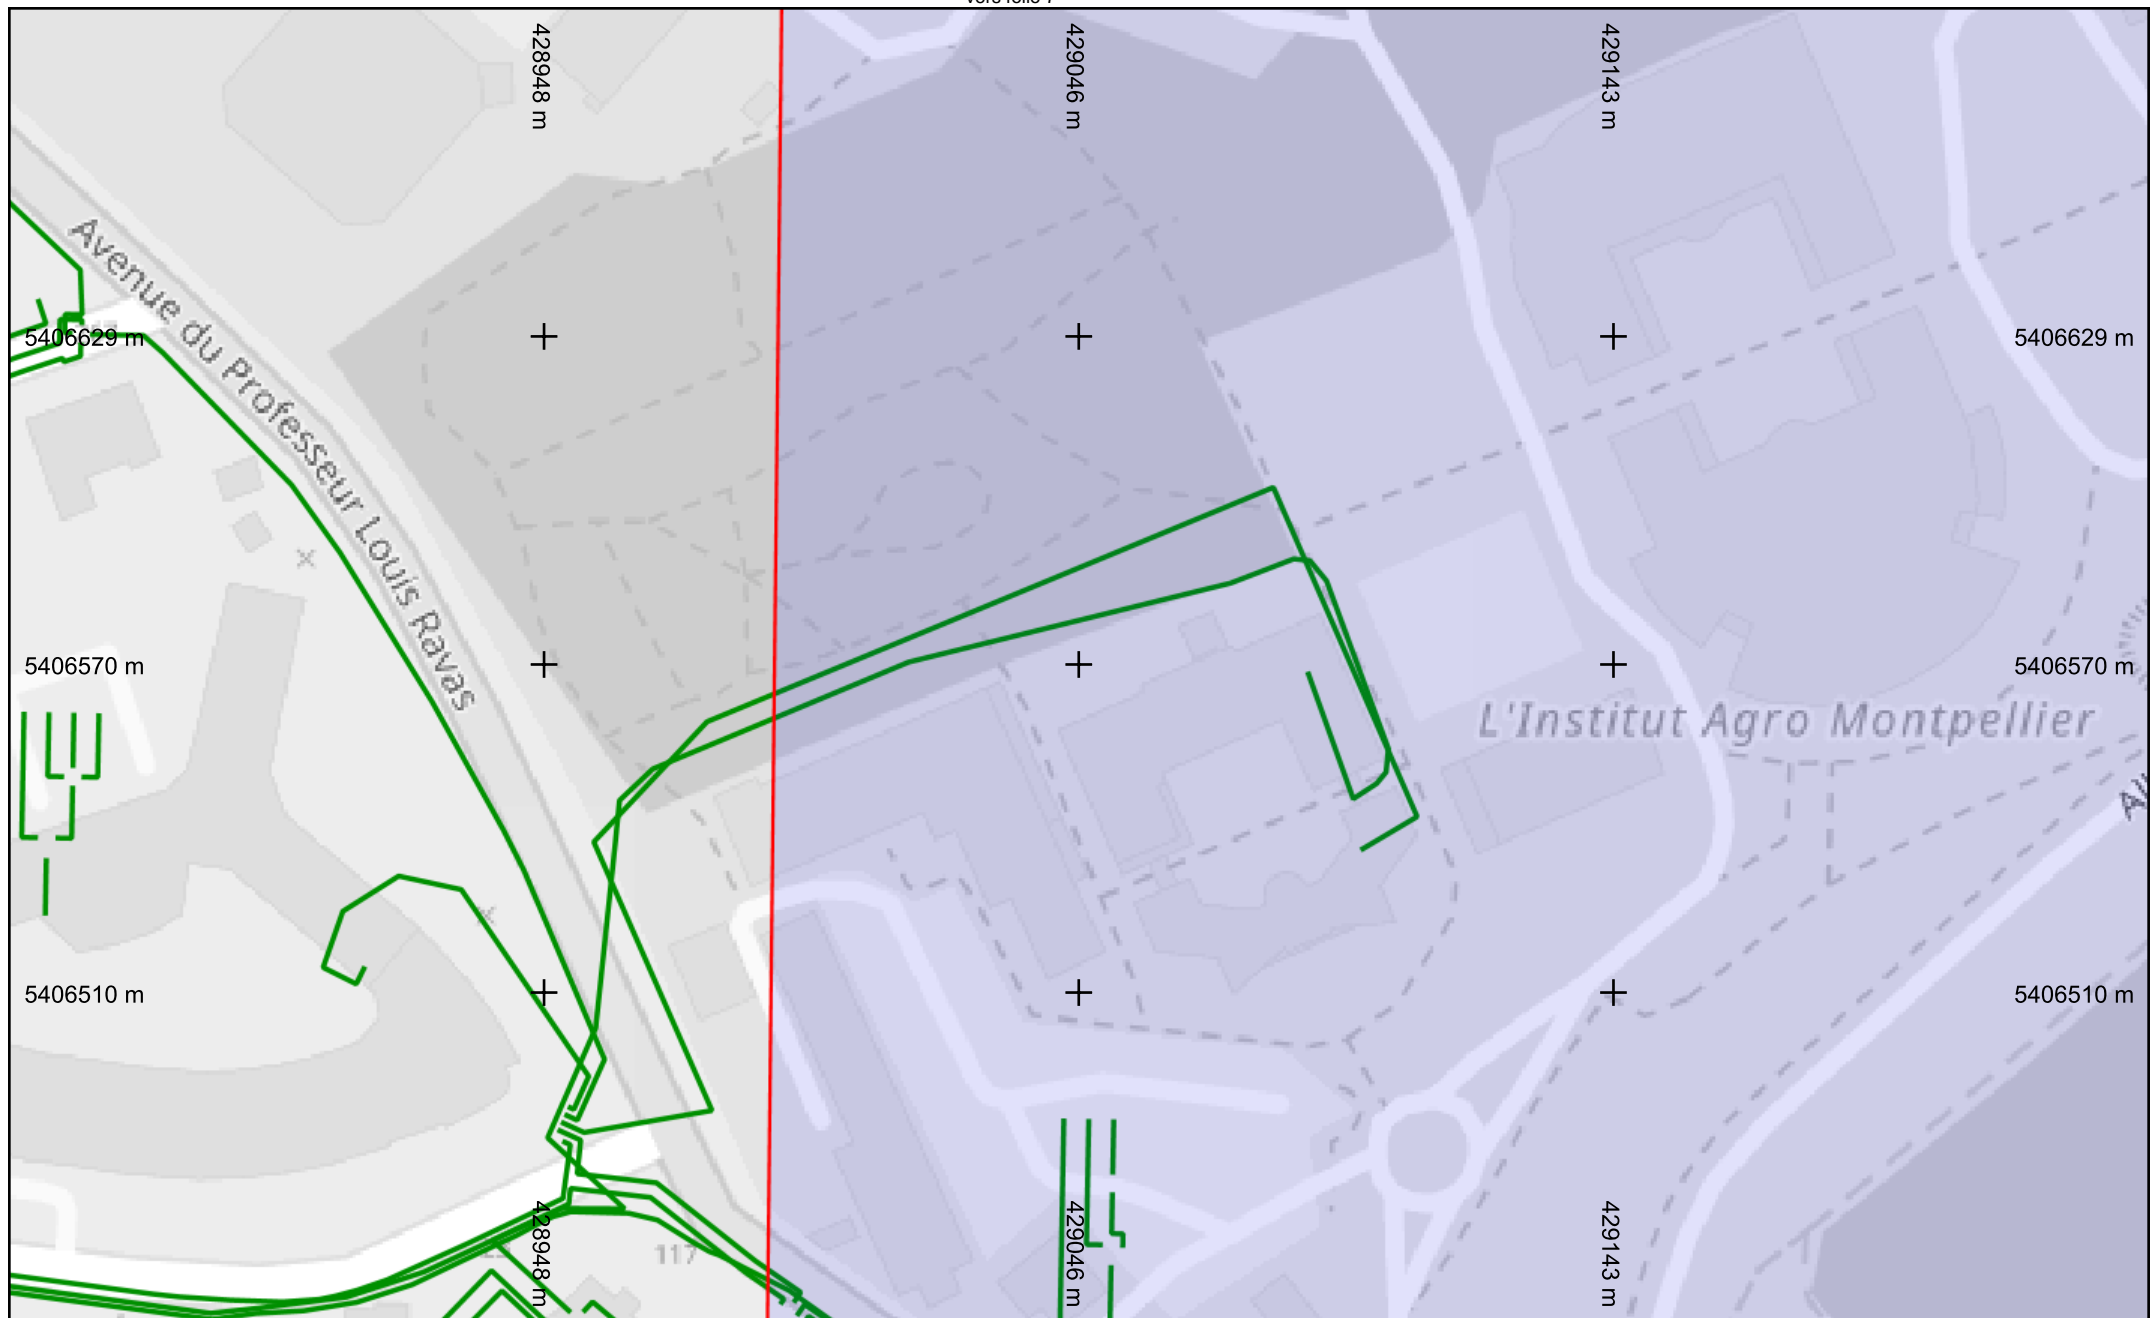 428948 m
429046 m
429143 m
Avenue du Professeur Louis Ravas
5406629 m
5406629 m
5406570 m
5406570 m
L'Institut Agro Montpellier
5406510 m
5406510 m
428948 m
429046 m
429143 m
117